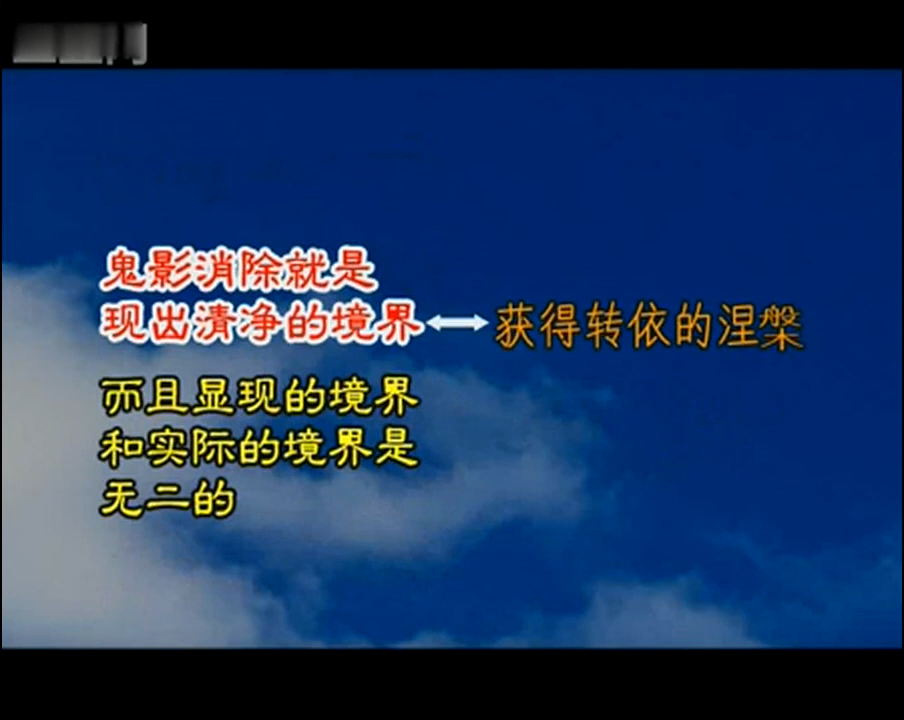 鬼影消除就是
现出清净的境界
获得转依的涅槃
而且显现的境界
和实际的境界是
无二的